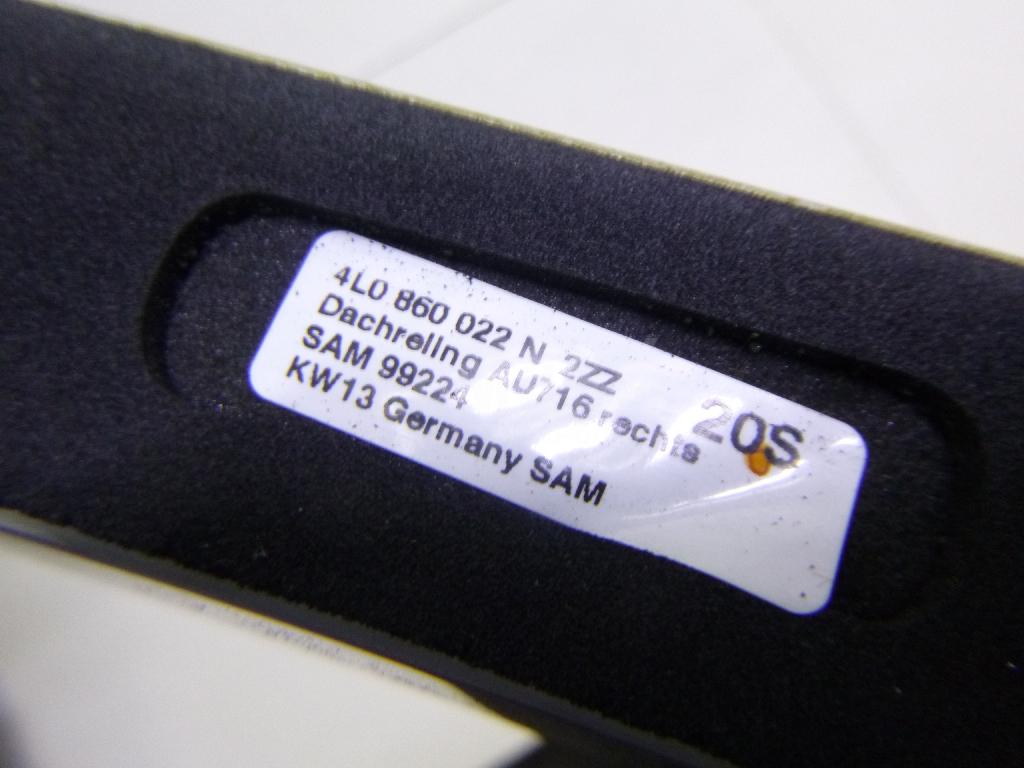 4L0 860 022 N 2ZZ
Dachreling AU716 rechts
20S
SAM 99224
KW13 Germany SAM